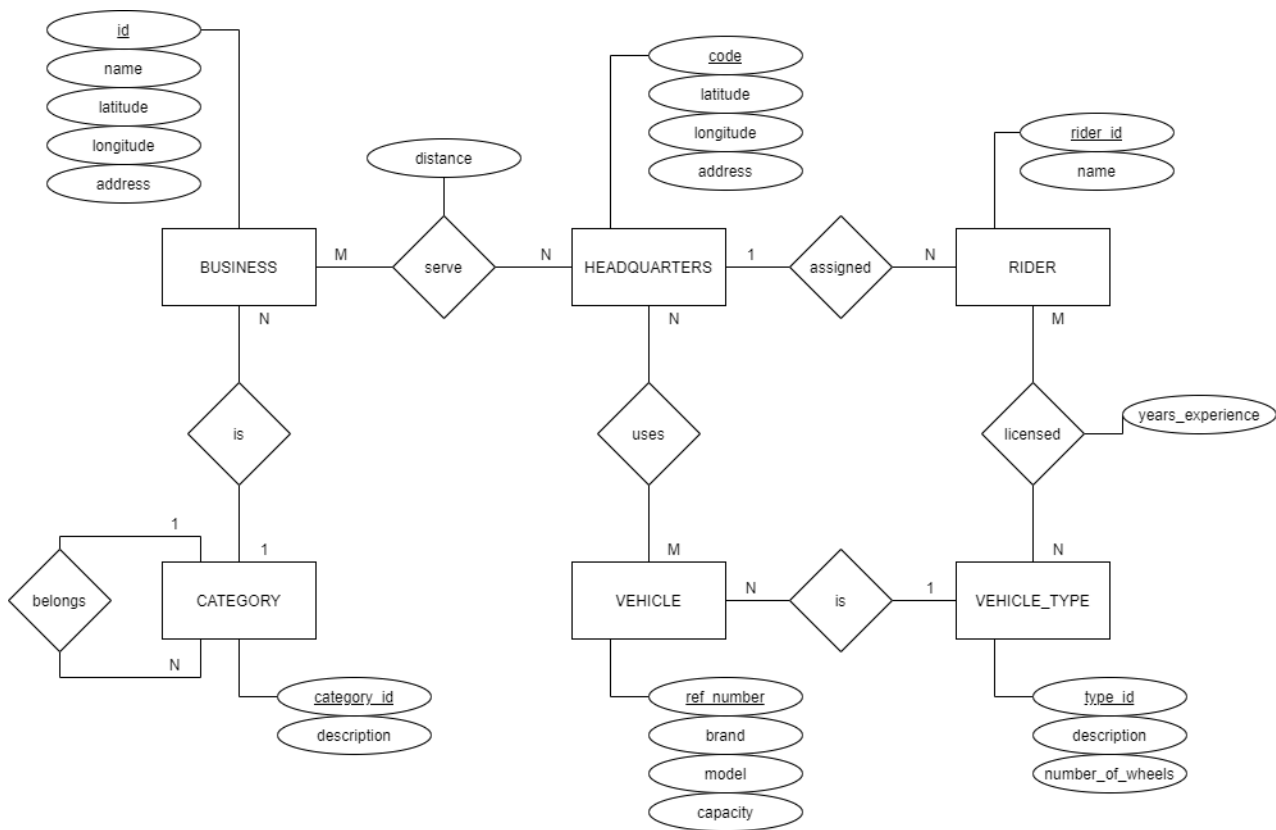 id
name
latitude
longitude
address
code
latitude
longitude
address
rider_id
name
distance
BUSINESS
M
serve
N
HEADQUARTERS
1
assigned
N
RIDER
N
N
M
is
uses
licensed
years_experience
1
1
M
N
belongs
CATEGORY
VEHICLE
N
is
1
VEHICLE_TYPE
N
category_id
description
ref_number
brand
model
capacity
type_id
description
number_of_wheels